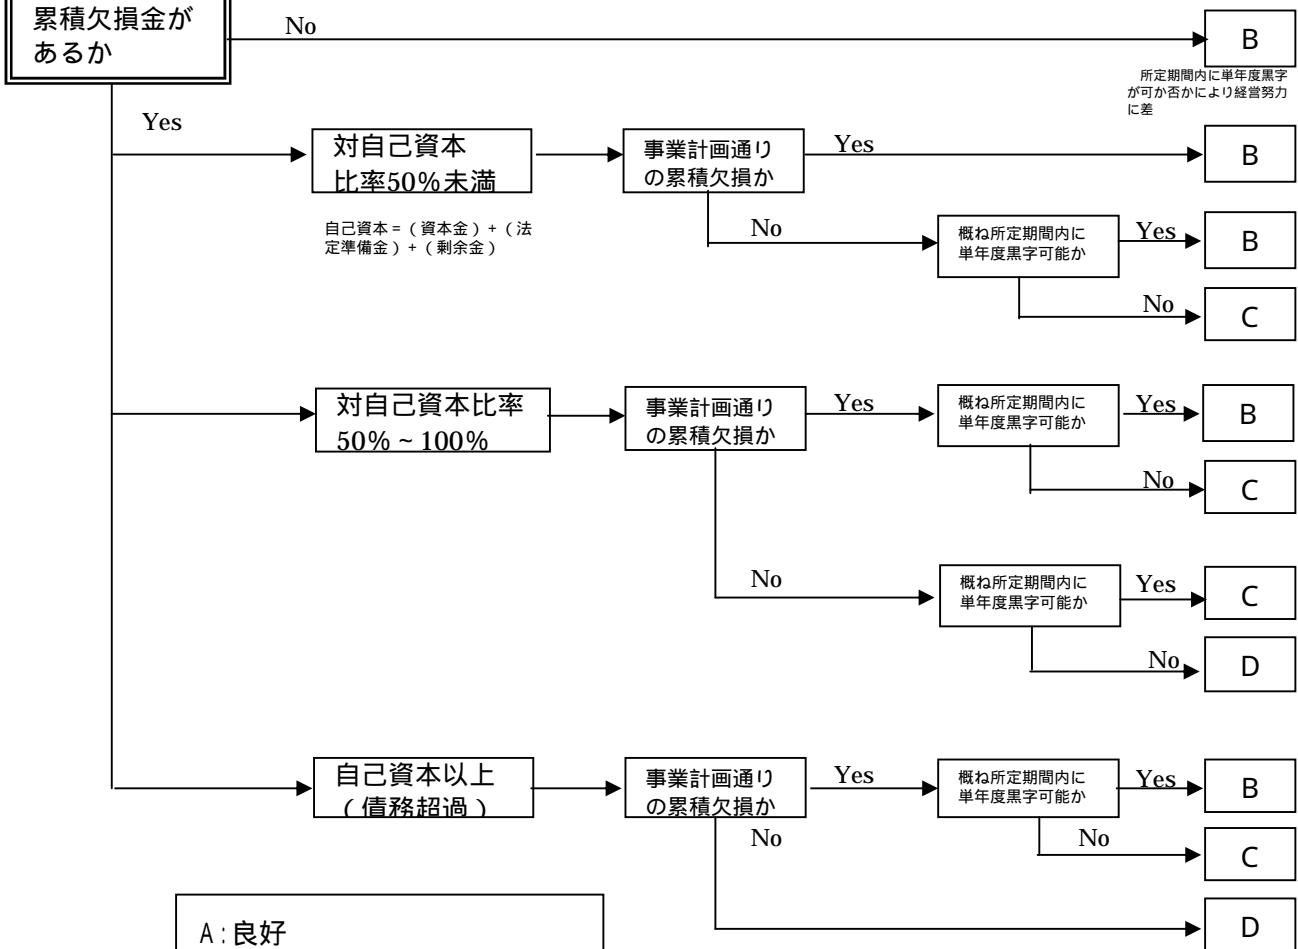 累積欠損金が
あるか
No
B
所定期間内に単年度黒字
が可か否かにより経営努力
に差
Yes
対自己資本
比率50%未満
事業計画通り
の累積欠損か
Yes
B
自己資本=(資本金)+(法
定準備金)+(剰余金)
No
概ね所定期間内に
単年度黒字可能か
Yes
B
No
C
対自己資本比率
50%~100%
事業計画通り
の累積欠損か
Yes
概ね所定期間内に
単年度黒字可能か
Yes
B
No
C
No
概ね所定期間内に
単年度黒字可能か
Yes
C
No
D
自己資本以上
(債務超過)
事業計画通り
の累積欠損か
Yes
概ね所定期間内に
単年度黒字可能か
Yes
B
No
No
C
A:良好
D